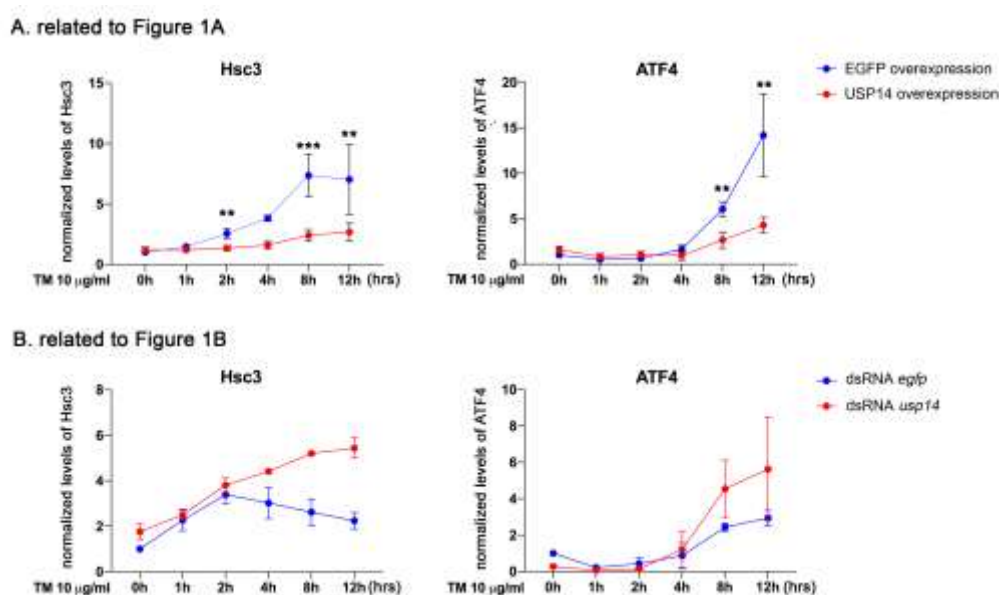 A. related to Figure 1A
Hsc3
normalized levels of Hsc3
15
10
5
0
**
***
**
TM 10 μg/ml 0h 1h 2h 4h 8h 12h (hrs)
ATF4
normalized levels of ATF4
20
15
10
5
0
**
**
TM 10 μg/ml 0h 1h 2h 4h 8h 12h (hrs)
EGFP overexpression
USP14 overexpression
B. related to Figure 1B
Hsc3
normalized levels of Hsc3
8
6
4
2
0
TM 10 μg/ml 0h 1h 2h 4h 8h 12h (hrs)
ATF4
normalized levels of ATF4
10
8
6
4
2
0
TM 10 μg/ml 0h 1h 2h 4h 8h 12h (hrs)
dsRNA egfp
dsRNA usp14